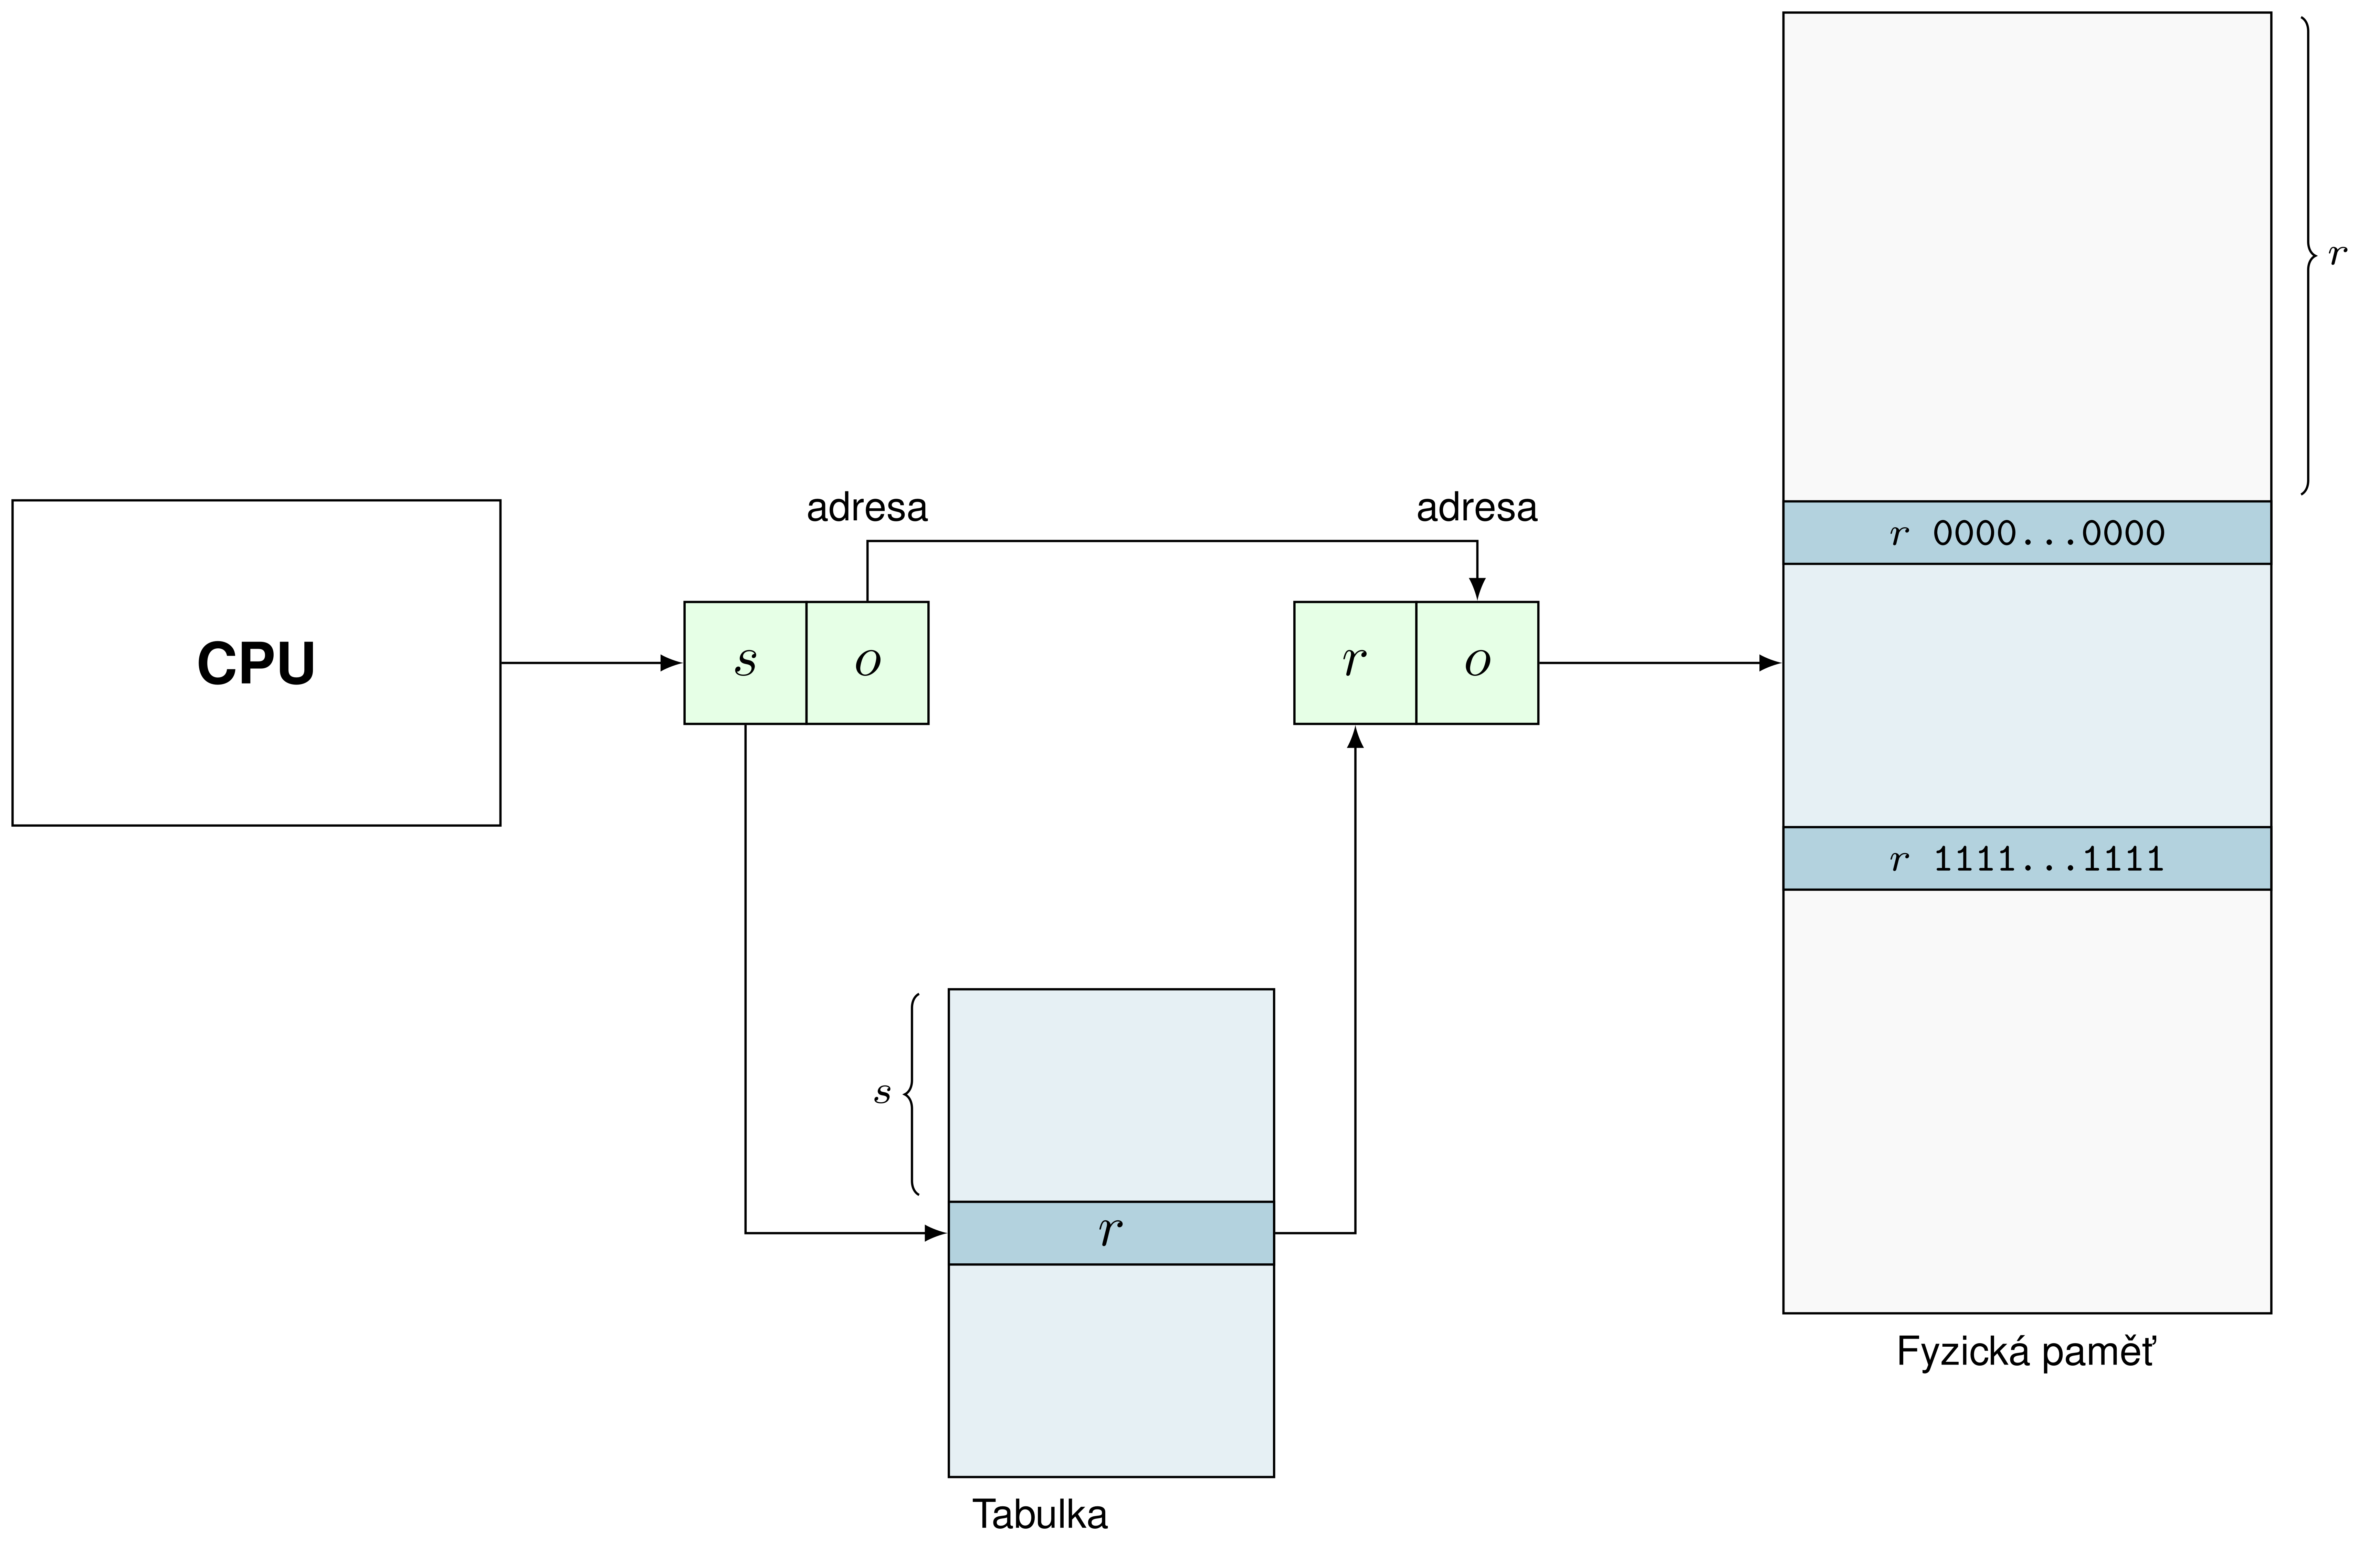 r
adresa
adresa
r 0000...0000
CPU
s
o
r
o
r 1111...1111
s
r
Fyzická paměť
Tabulka